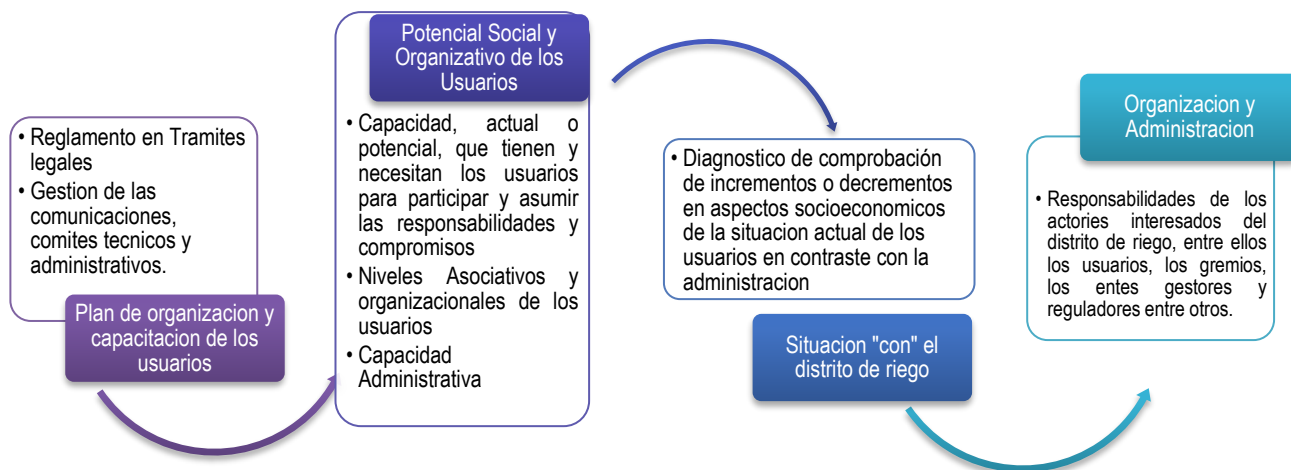 • Reglamento en Tramites
legales
• Gestion de las
comunicaciones,
comites tecnicos y
administrativos.
Plan de organizacion y
capacitacion de los
usuarios
Potencial Social y
Organizativo de los
Usuarios
• Capacidad, actual o
potencial, que tienen y
necesitan los usuarios
para participar y asumir
las responsabilidades y
compromisos
• Niveles Asociativos y
organizacionales de los
usuarios
• Capacidad
Administrativa
• Diagnostico de comprobación
de incrementos o decrementos
en aspectos socioeconomicos
de la situacion actual de los
usuarios en contraste con la
administracion
Situacion "con" el
distrito de riego
Organizacion y
Administracion
• Responsabilidades de los
actories interesados del
distrito de riego, entre ellos
los usuarios, los gremios,
los entes gestores y
reguladores entre otros.